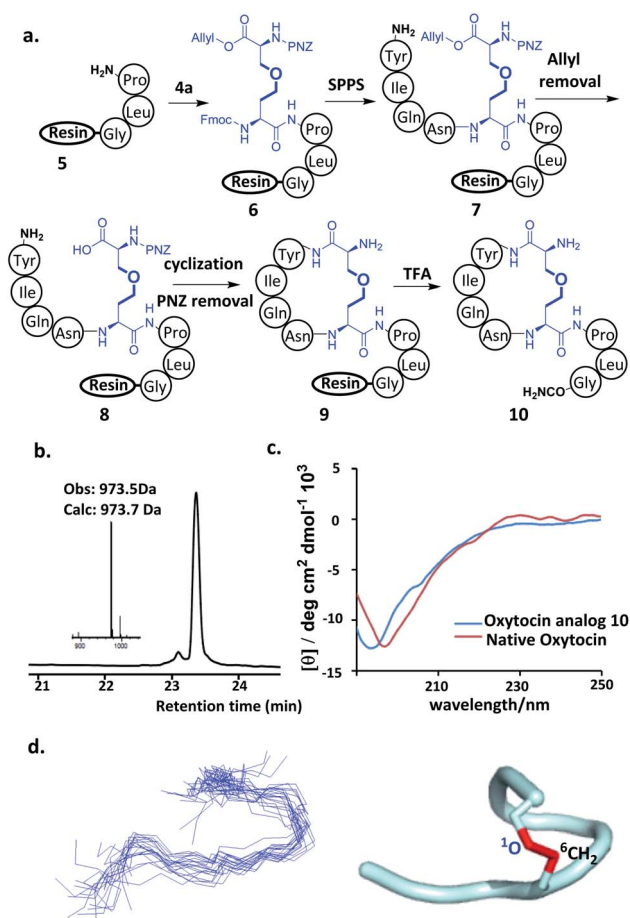 a.
H₂N
Pro
Leu
Gly
Resin
5
4a
Allyl
O
O
H
N
PNZ
O
Fmoc
N
H
O
H
N
Pro
Leu
Gly
Resin
6
SPPS
NH₂
Tyr
Ile
Gln
Asn
Allyl
O
O
H
N
PNZ
O
N
H
O
H
N
Pro
Leu
Gly
Resin
7
Allyl
removal
NH₂
Tyr
Ile
Gln
Asn
O
HO
H
N
PNZ
O
N
H
O
H
N
Pro
Leu
Gly
Resin
8
cyclization
PNZ removal
Tyr
Ile
Gln
Asn
O
N
H
NH₂
O
N
H
O
H
N
Pro
Leu
Gly
Resin
9
TFA
Tyr
Ile
Gln
Asn
O
N
H
NH₂
O
N
H
O
H
N
Pro
Leu
Gly
H₂NCO
10
b.
Obs: 973.5Da
Calc: 973.7 Da
900 1000
21 22 23 24
Retention time (min)
c.
5
0
-5
-10
-15
[θ] / deg cm² dmol⁻¹ 10³
Oxytocin analog 10
Native Oxytocin
210 230 250
wavelength/nm
d.
¹O
⁶CH₂